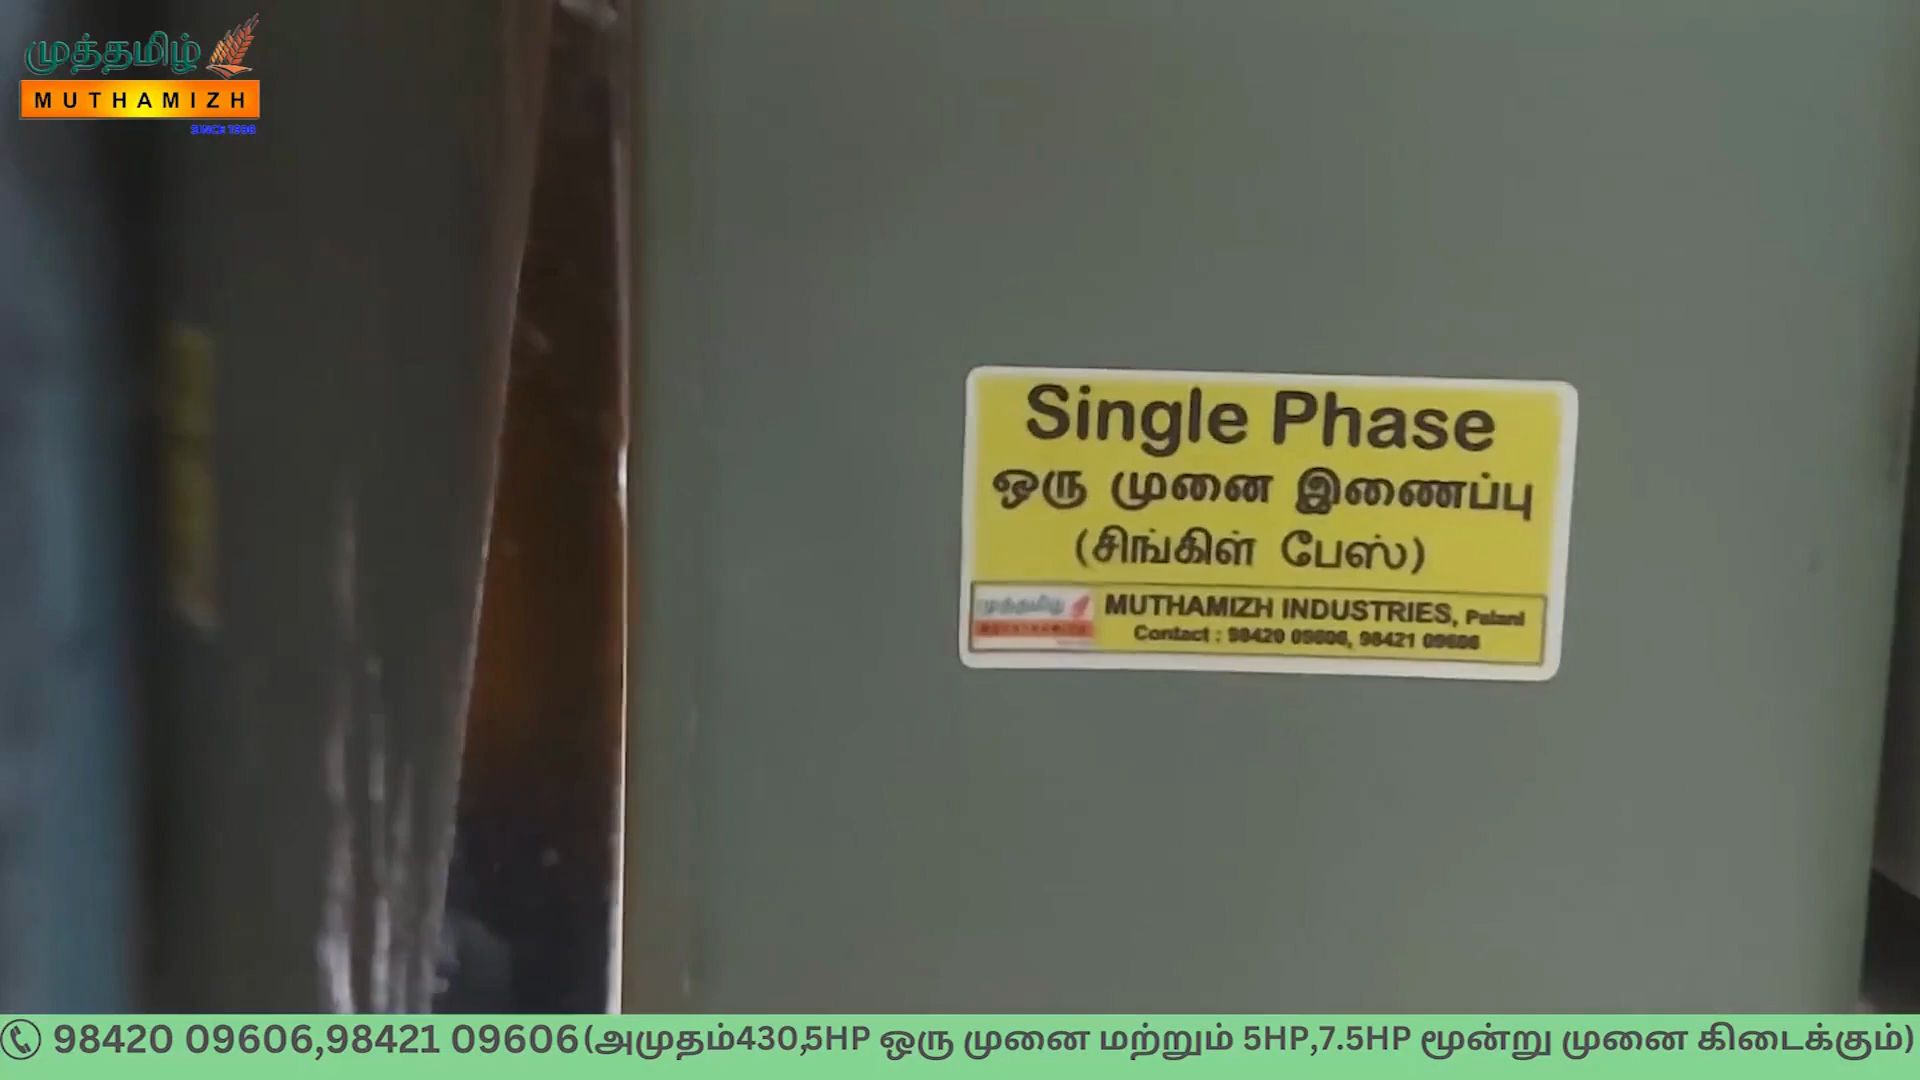 முத்தமிழ்
MUTHAMIZH
Single Phase
ஒரு முனை இணைப்பு
(சிங்கிள் பேஸ்)
முத்தமிழ்
MUTHAMIZH INDUSTRIES, Palani
Contact : 98420 09606, 98421 09606
98420 09606,98421 09606(அமுதம்430,5HP ஒரு முனை மற்றும் 5HP,7.5HP மூன்று முனை கிடைக்கும்)